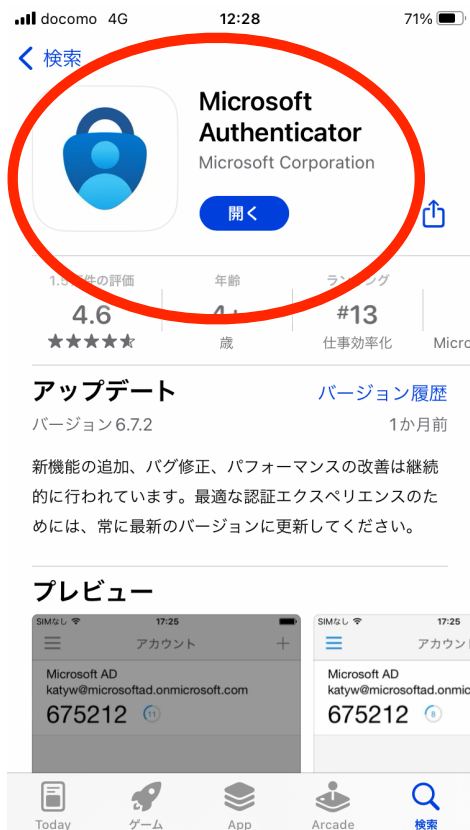 docomo 4G 12:28 71%
検索
Microsoft
Authenticator
Microsoft Corporation
開く
件の評価 年齢
4.6 #13
歳 仕事効率化 Micro
アップデート バージョン履歴
バージョン 6.7.2 1か月前
新機能の追加、バグ修正、パフォーマンスの改善は継続
的に行われています。最適な認証エクスペリエンスのた
めには、常に最新のバージョンに更新してください。
プレビュー
SIMなし 17:25 SIMなし 17:25
アカウント + アカウン
Microsoft AD Microsoft AD
katyw@microsoftad.onmicrosoft.com katyw@microsoftad.onmic
675212 11 675212 8
Today ゲーム App Arcade 検索